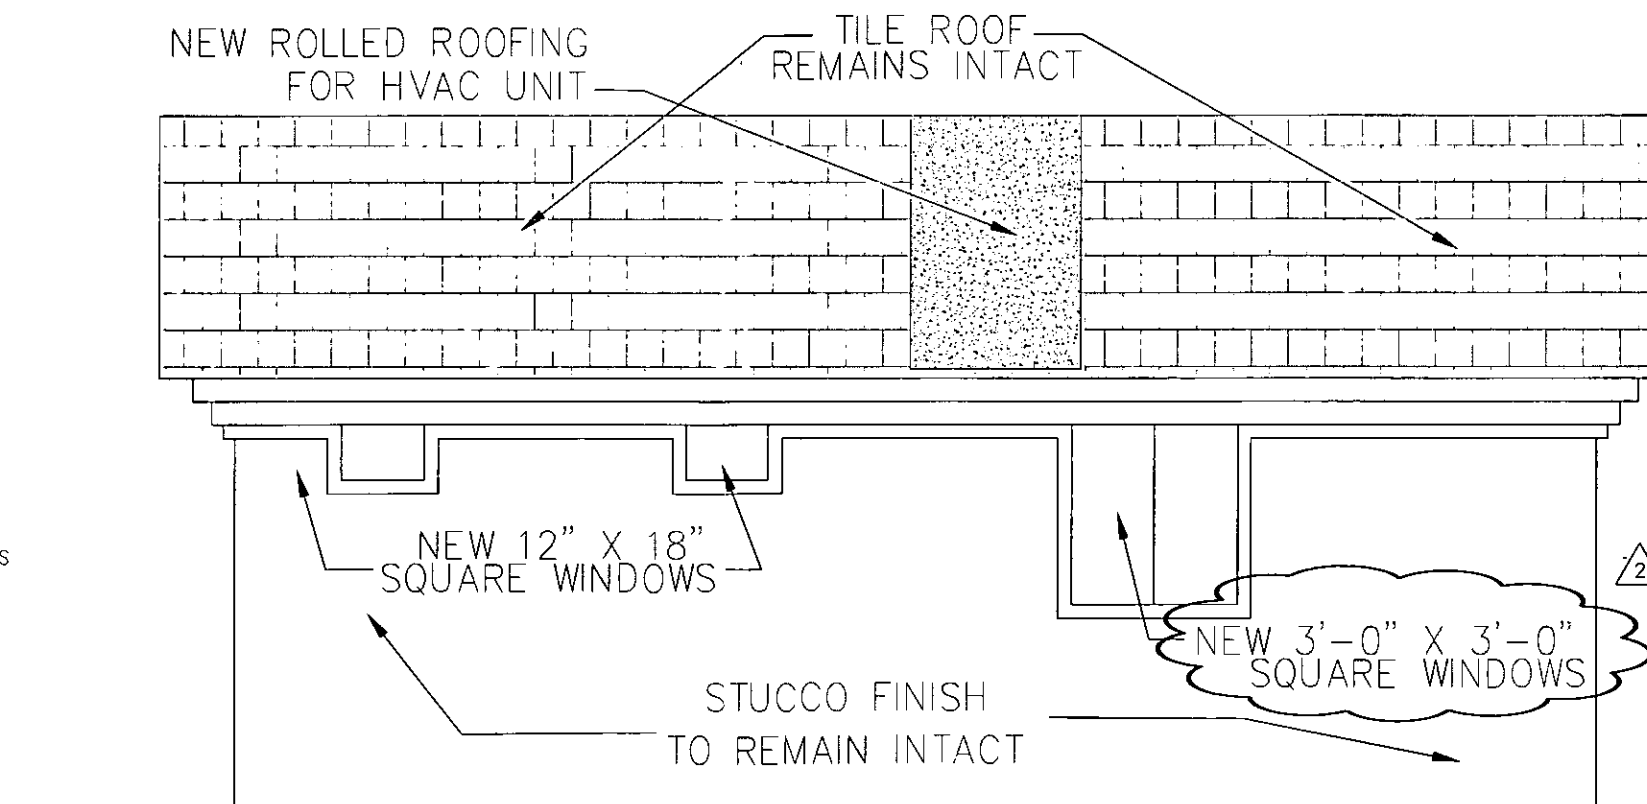 NEW ROLLED ROOFING
FOR HVAC UNIT
TILE ROOF
REMAINS INTACT
NEW 12" X 18"
SQUARE WINDOWS
S
2
NEW 3'-0" X 3'-0"
SQUARE WINDOWS
STUCCO FINISH
TO REMAIN INTACT